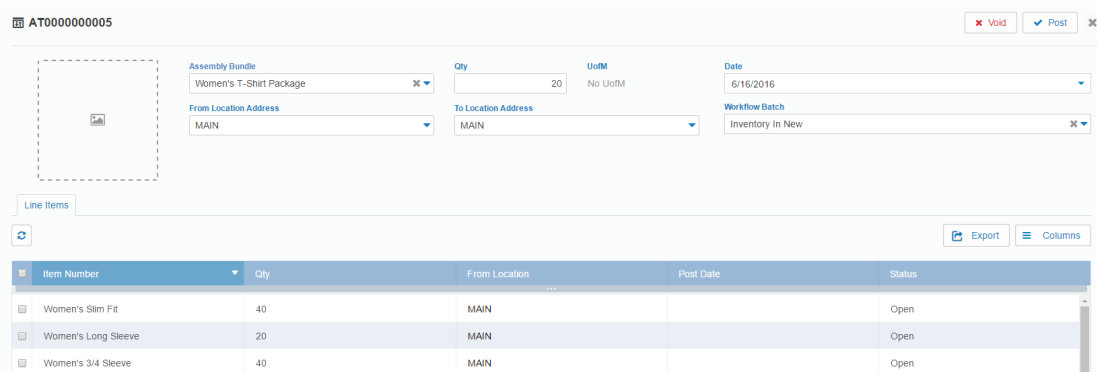 AT0000000005
Void
Post
Assembly Bundle
Qty
UofM
Date
Women's T-Shirt Package
20
No UofM
6/16/2016
From Location Address
To Location Address
Workflow Batch
MAIN
MAIN
Inventory In New
Line Items
Export
Columns
Item Number
Qty
From Location
Post Date
Status
Women's Slim Fit
40
MAIN
Open
Women's Long Sleeve
20
MAIN
Open
Women's 3/4 Sleeve
40
MAIN
Open